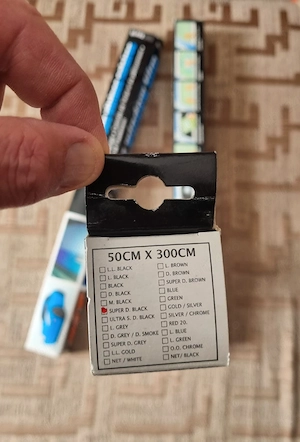 50CM X 300CM
L.L. BLACK
L. BLACK
BLACK
D. BLACK
M. BLACK
SUPER D. BLACK
ULTRA S. D. BLACK
L. GREY
D. GREY / D. SMOKE
SUPER D. GREY
L.L. GOLD
NET / WHITE
L. BROWN
D. BROWN
SUPER D. BROWN
BLUE
GREEN
GOLD / SILVER
SILVER / CHROME
RED 20.
L. BLUE
L. GREEN
O.O. CHROME
NET/ BLACK